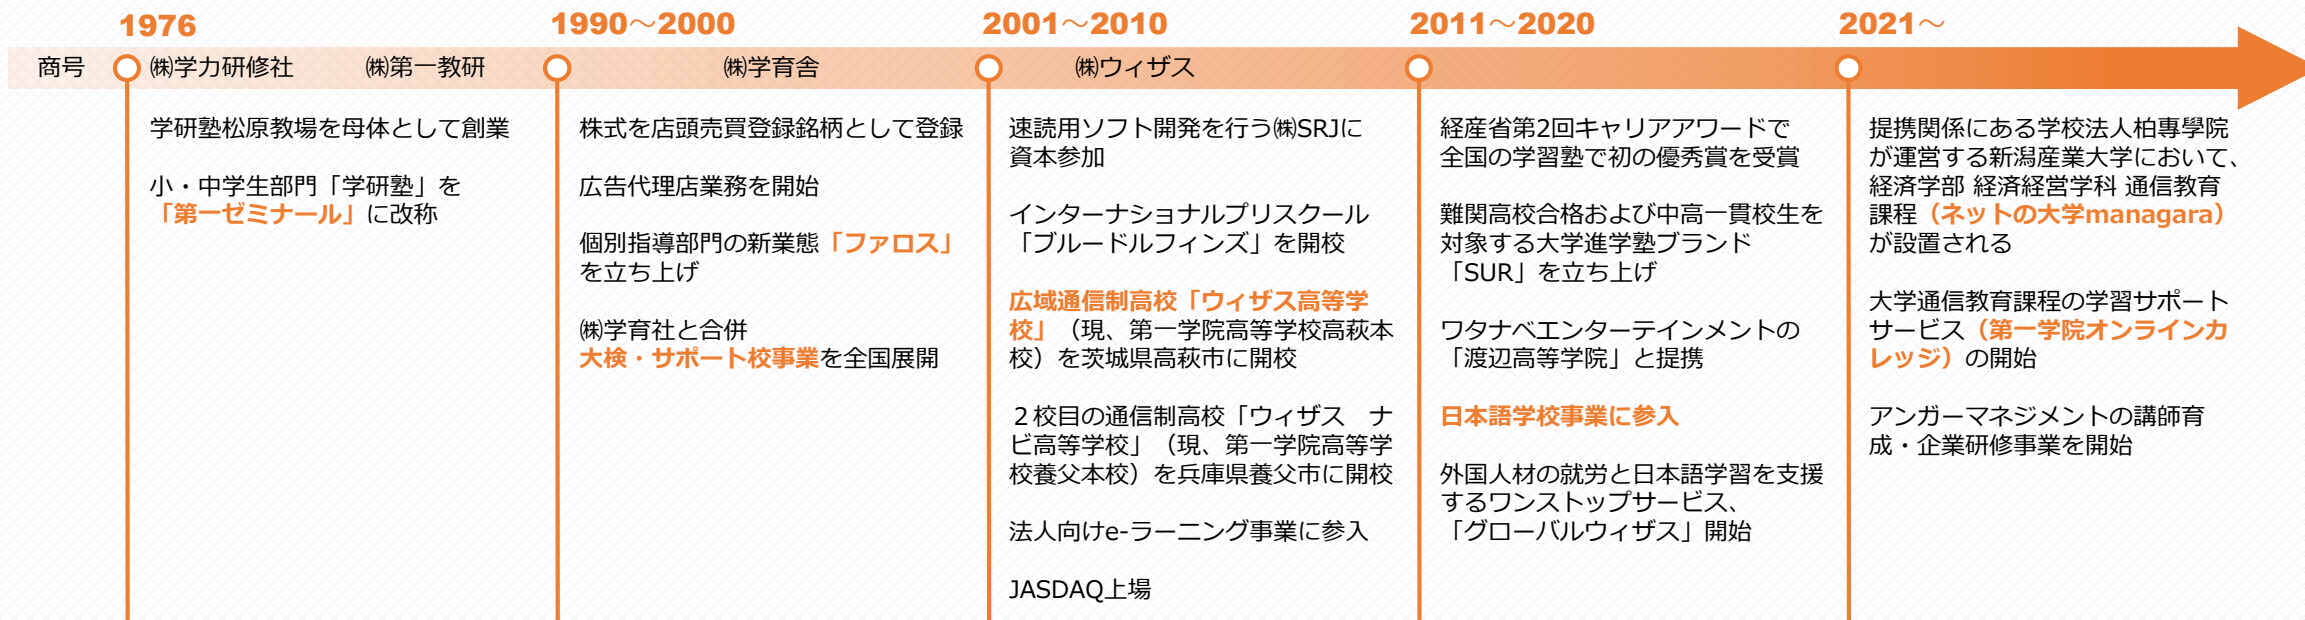 1976
1990～2000
2001～2010
2011～2020
2021～
商号
㈱学力研修社
㈱第一教研
㈱学育舎
㈱ウィザス
学研塾松原教場を母体として創業
小・中学生部門「学研塾」を
「第一ゼミナール」に改称
株式を店頭売買登録銘柄として登録
広告代理店業務を開始
個別指導部門の新業態「ファロス」
を立ち上げ
㈱学育社と合併
大検・サポート校事業を全国展開
速読用ソフト開発を行う㈱SRJに
資本参加
インターナショナルプリスクール
「ブルードルフィンズ」を開校
広域通信制高校「ウィザス高等学
校」（現、第一学院高等学校高萩本
校）を茨城県高萩市に開校
２校目の通信制高校「ウィザス　ナ
ビ高等学校」（現、第一学院高等学
校養父本校）を兵庫県養父市に開校
法人向けe-ラーニング事業に参入
JASDAQ上場
経産省第2回キャリアアワードで
全国の学習塾で初の優秀賞を受賞
難関高校合格および中高一貫校生を
対象する大学進学塾ブランド
「SUR」を立ち上げ
ワタナベエンターテインメントの
「渡辺高等学院」と提携
日本語学校事業に参入
外国人材の就労と日本語学習を支援
するワンストップサービス、
「グローバルウィザス」開始
提携関係にある学校法人柏専學院
が運営する新潟産業大学において、
経済学部 経済経営学科 通信教育
課程（ネットの大学managara）
が設置される
大学通信教育課程の学習サポート
サービス（第一学院オンラインカ
レッジ）の開始
アンガーマネジメントの講師育
成・企業研修事業を開始